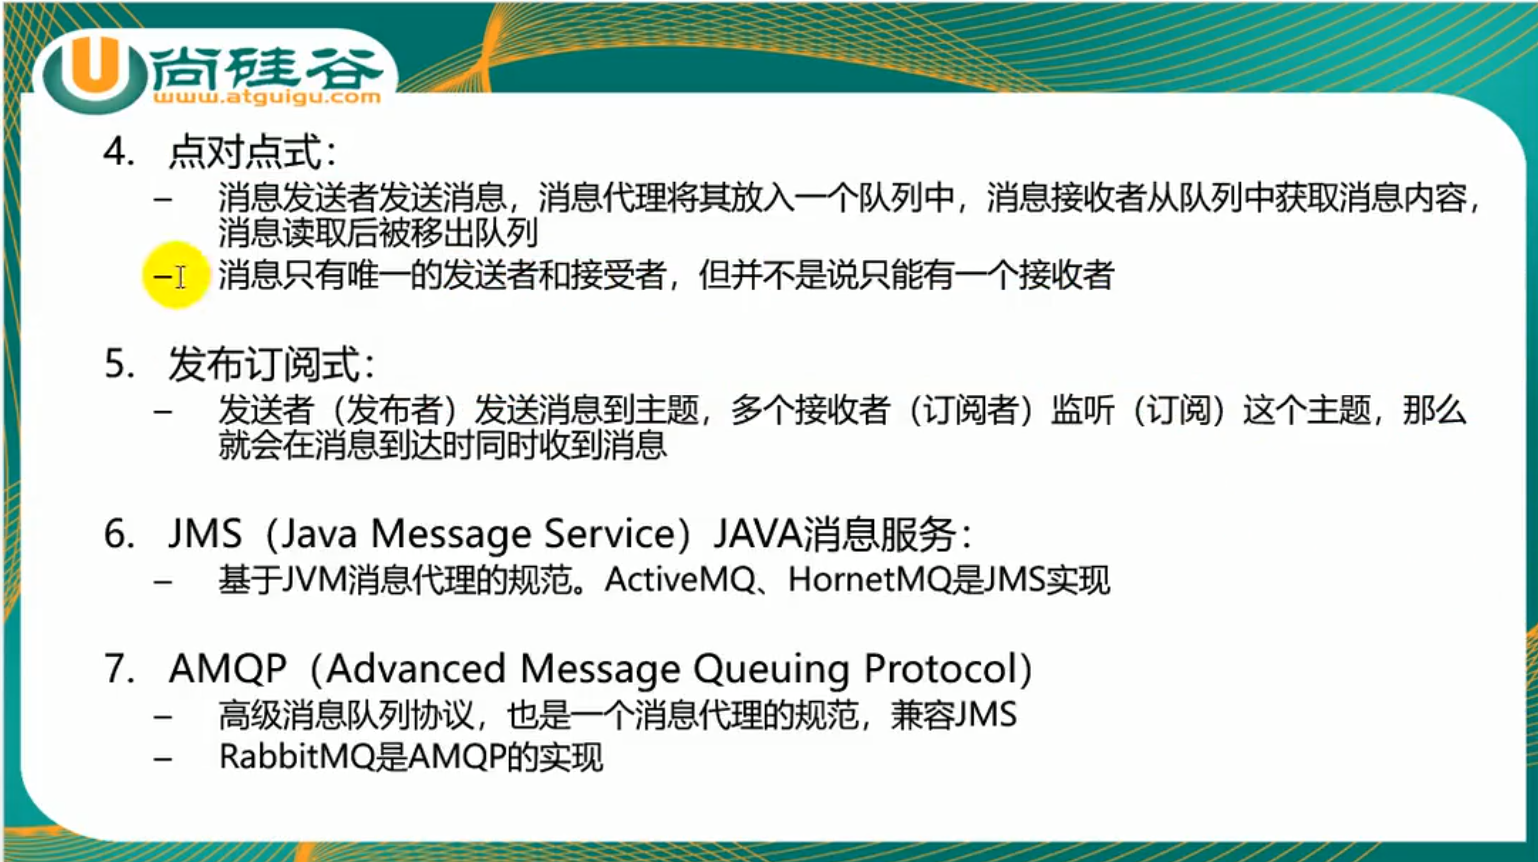 尚硅谷
www.atguigu.com
4. 点对点式：
– 消息发送者发送消息，消息代理将其放入一个队列中，消息接收者从队列中获取消息内容，
消息读取后被移出队列
– 消息只有唯一的发送者和接受者，但并不是说只能有一个接收者
5. 发布订阅式：
– 发送者（发布者）发送消息到主题，多个接收者（订阅者）监听（订阅）这个主题，那么
就会在消息到达时同时收到消息
6. JMS（Java Message Service）JAVA消息服务：
– 基于JVM消息代理的规范。ActiveMQ、HornetMQ是JMS实现
7. AMQP（Advanced Message Queuing Protocol）
– 高级消息队列协议，也是一个消息代理的规范，兼容JMS
– RabbitMQ是AMQP的实现